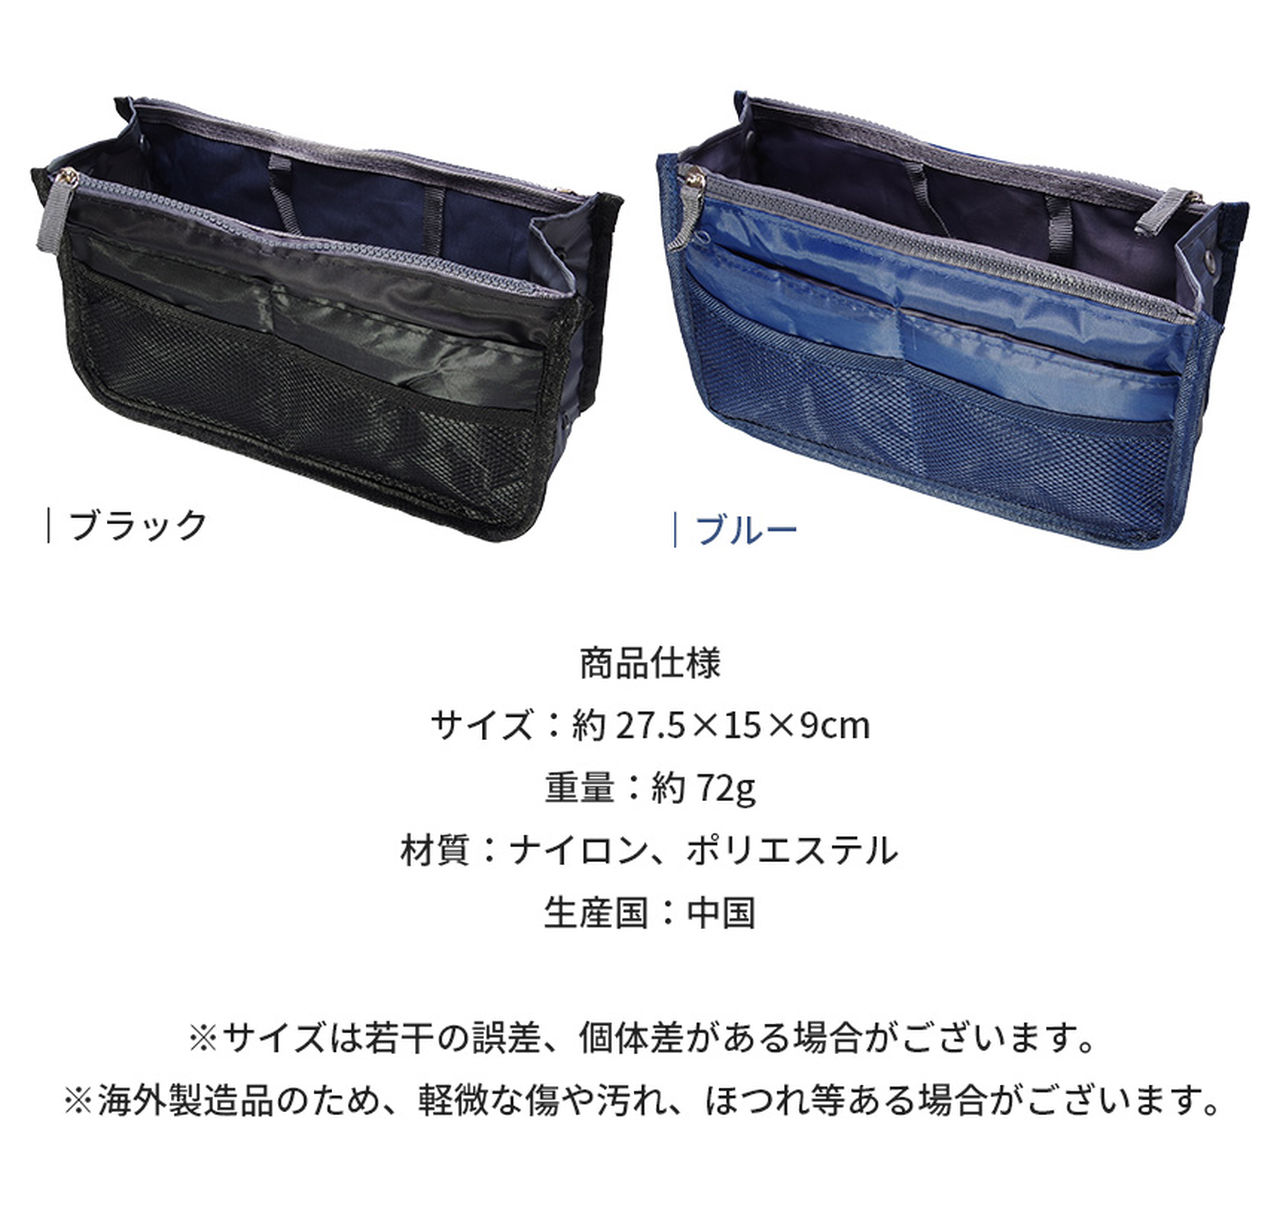 ｜ブラック
｜ブルー
商品仕様
サイズ：約 27.5×15×9cm
重量：約 72g
材質：ナイロン、ポリエステル
生産国：中国
※サイズは若干の誤差、個体差がある場合がございます。
※海外製造品のため、軽微な傷や汚れ、ほつれ等ある場合がございます。